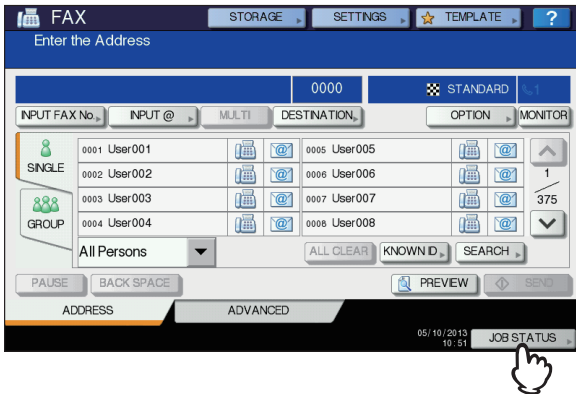 FAX STORAGE SETTINGS TEMPLATE ?
Enter the Address
0000 STANDARD 1
INPUT FAX No. INPUT @ MULTI DESTINATION OPTION MONITOR
SINGLE
GROUP
0001 User001 0005 User005
0002 User002 0006 User006
0003 User003 0007 User007
0004 User004 0008 User008
1
375
All Persons ALL CLEAR KNOWN ID SEARCH
PAUSE BACK SPACE PREVIEW SEND
ADDRESS ADVANCED
05/10/2013
10:51
JOB STATUS